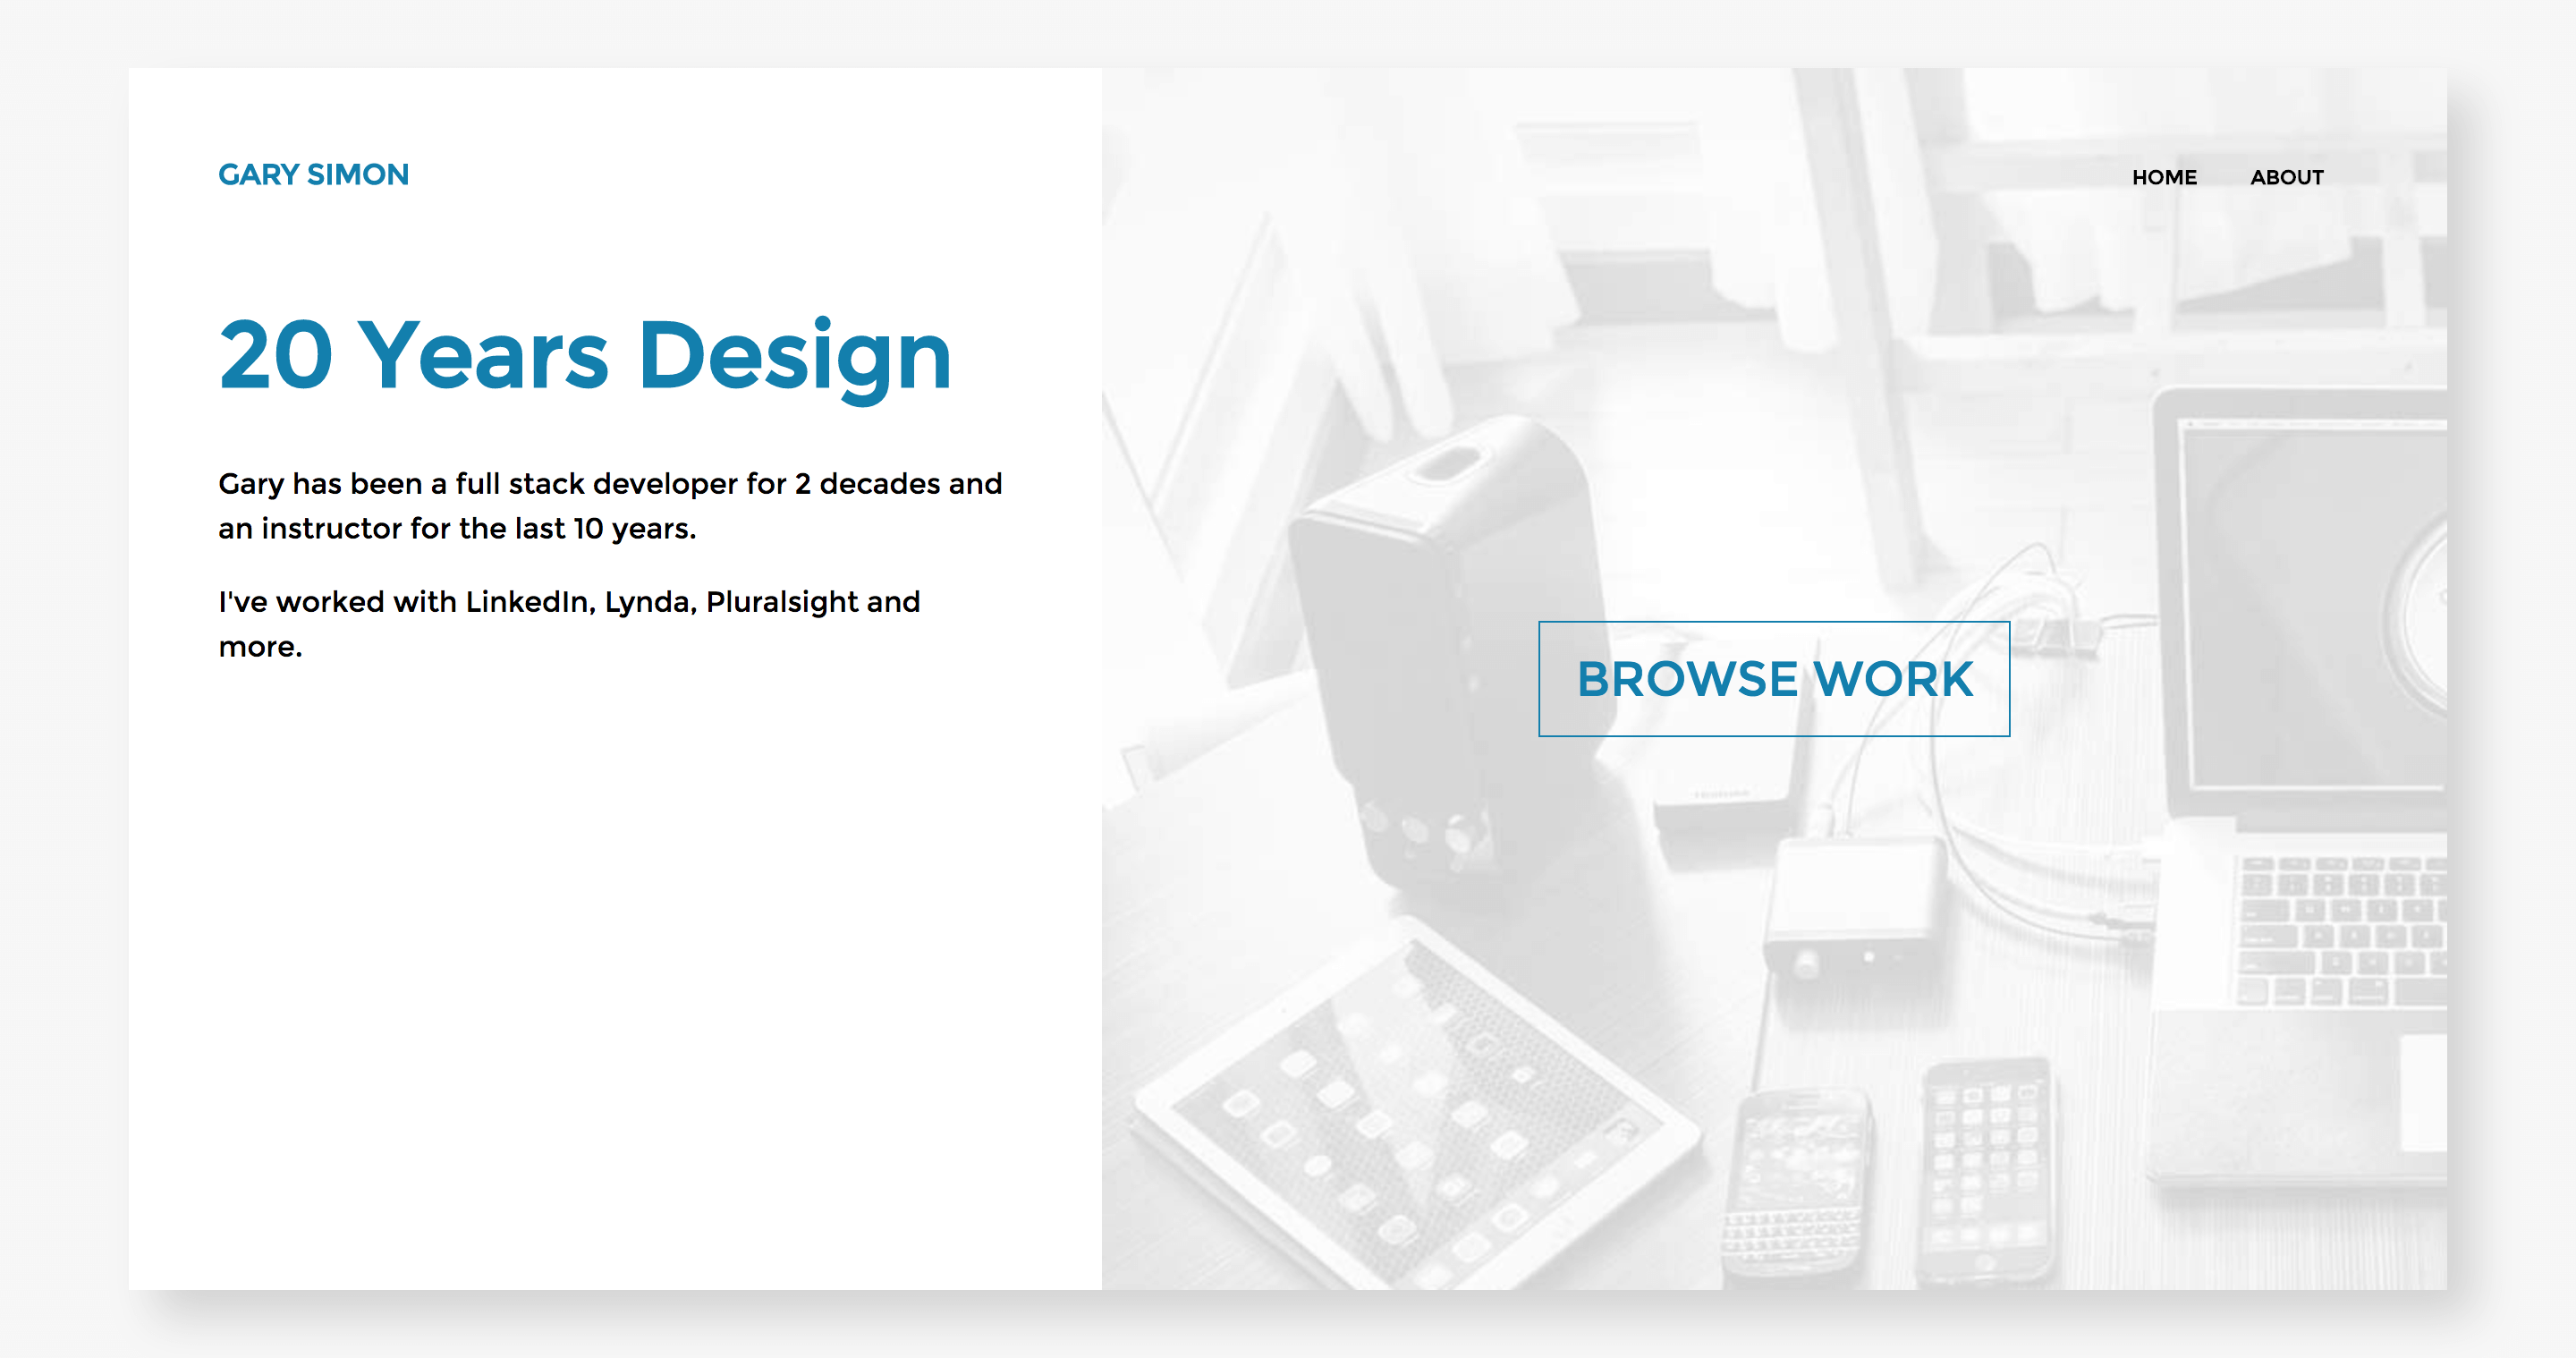 GARY SIMON
HOME ABOUT
20 Years Design
Gary has been a full stack developer for 2 decades and
an instructor for the last 10 years.
I've worked with LinkedIn, Lynda, Pluralsight and
more.
BROWSE WORK